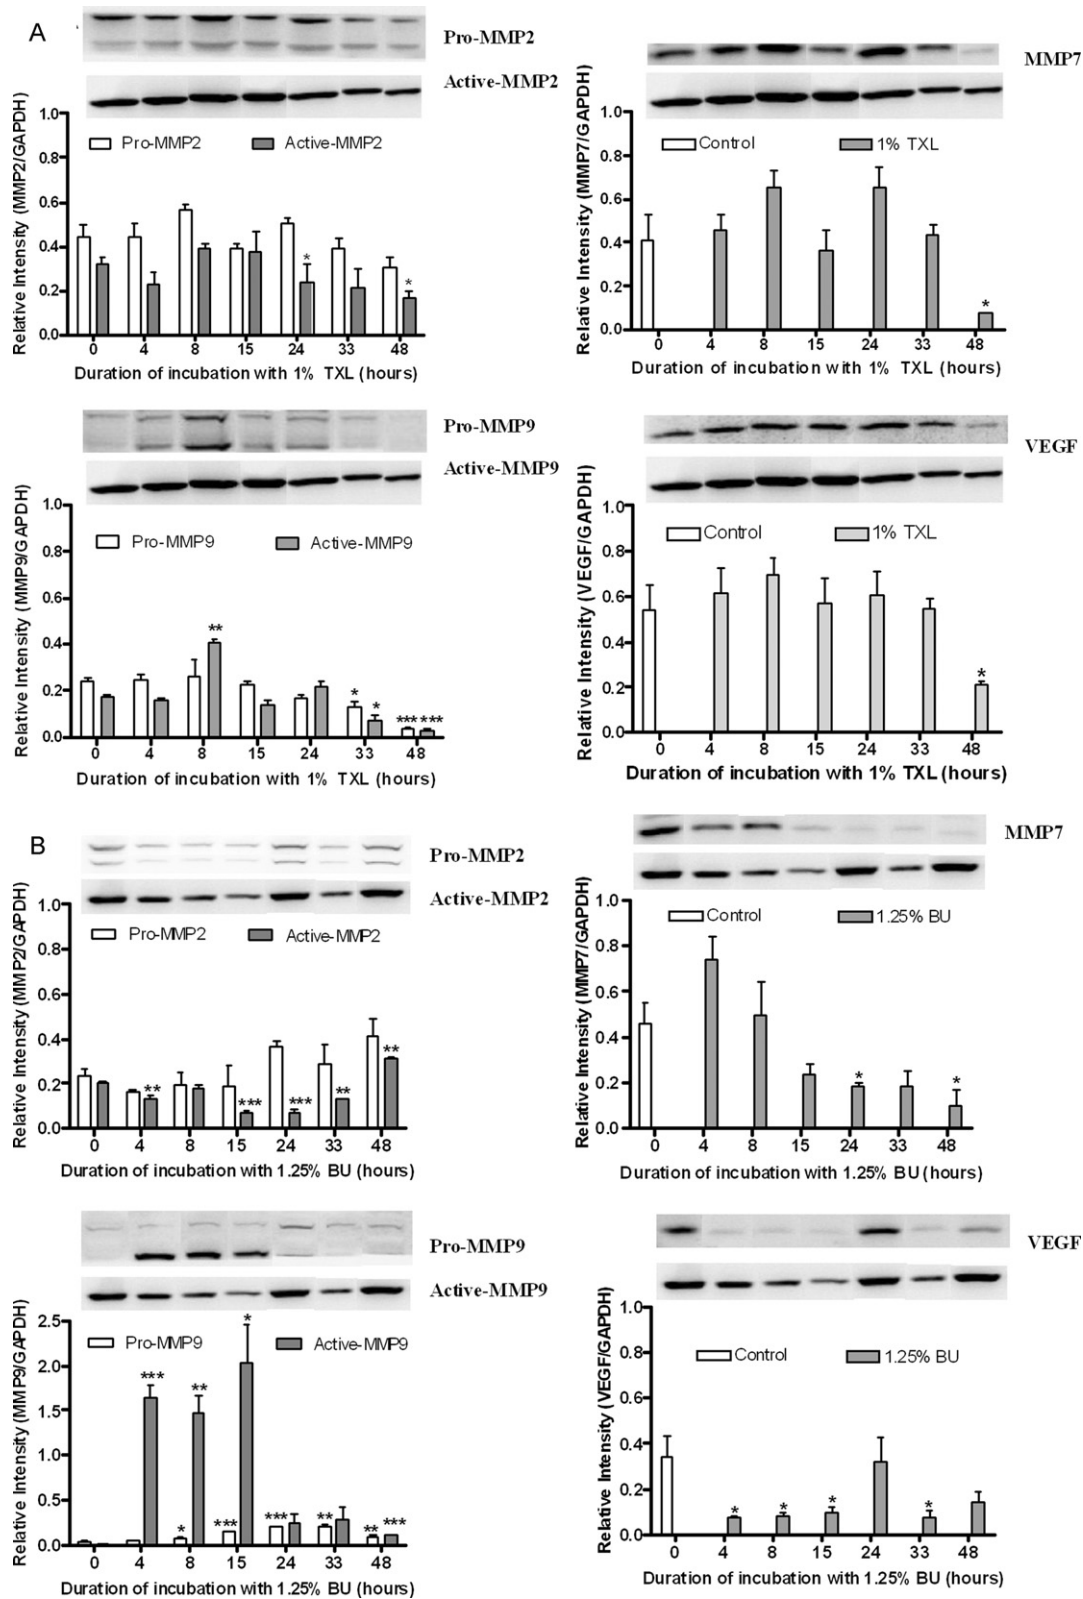 A
Pro-MMP2
Active-MMP2
Relative Intensity (MMP2/GAPDH)
1.0
0.8
0.6
0.4
0.2
0.0
Pro-MMP2 Active-MMP2
* *
0 4 8 15 24 33 48
Duration of incubation with 1% TXL (hours)
MMP7
Relative Intensity (MMP7/GAPDH)
1.0
0.8
0.6
0.4
0.2
0.0
Control 1% TXL
*
0 4 8 15 24 33 48
Duration of incubation with 1% TXL (hours)
Pro-MMP9
Active-MMP9
Relative Intensity (MMP9/GAPDH)
1.0
0.8
0.6
0.4
0.2
0.0
Pro-MMP9 Active-MMP9
** * * *** ***
0 4 8 15 24 33 48
Duration of incubation with 1% TXL (hours)
VEGF
Relative Intensity (VEGF/GAPDH)
1.0
0.8
0.6
0.4
0.2
0.0
Control 1% TXL
*
0 4 8 15 24 33 48
Duration of incubation with 1% TXL (hours)
B
Pro-MMP2
Active-MMP2
Relative Intensity (MMP2/GAPDH)
1.0
0.8
0.6
0.4
0.2
0.0
Pro-MMP2 Active-MMP2
** *** *** ** **
0 4 8 15 24 33 48
Duration of incubation with 1.25% BU (hours)
MMP7
Relative Intensity (MMP7/GAPDH)
1.0
0.8
0.6
0.4
0.2
0.0
Control 1.25% BU
* *
0 4 8 15 24 33 48
Duration of incubation with 1.25% BU (hours)
Pro-MMP9
Active-MMP9
Relative Intensity (MMP9/GAPDH)
2.5
2.0
1.5
1.0
0.5
0.0
Pro-MMP9 Active-MMP9
*** * ** *** * *** ** ** ***
0 4 8 15 24 33 48
Duration of incubation with 1.25% BU (hours)
VEGF
Relative Intensity (VEGF/GAPDH)
1.0
0.8
0.6
0.4
0.2
0.0
Control 1.25% BU
* * * *
0 4 8 15 24 33 48
Duration of incubation with 1.25% BU (hours)